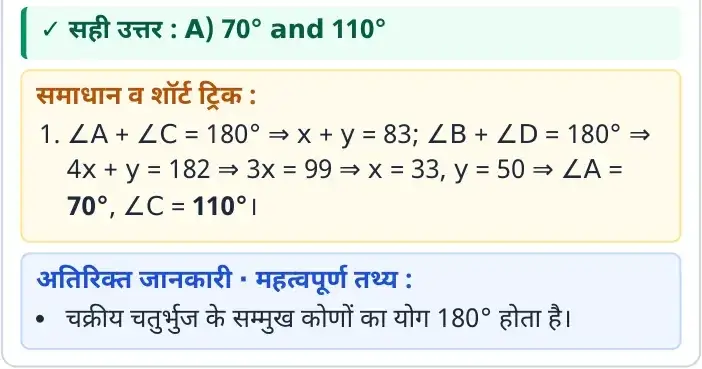 ✓ सही उत्तर : A) 70° and 110°
समाधान व शॉर्ट ट्रिक :
1. ∠A + ∠C = 180° ⇒ x + y = 83; ∠B + ∠D = 180° ⇒
4x + y = 182 ⇒ 3x = 99 ⇒ x = 33, y = 50 ⇒ ∠A =
70°, ∠C = 110°।
अतिरिक्त जानकारी · महत्वपूर्ण तथ्य :
• चक्रीय चतुर्भुज के सम्मुख कोणों का योग 180° होता है।